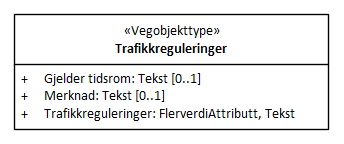 «Vegobjekttype»
Trafikkreguleringer
+ Gjelder tidsrom: Tekst [0..1]
+ Merknad: Tekst [0..1]
+ Trafikkreguleringer: FlerverdiAttributt, Tekst